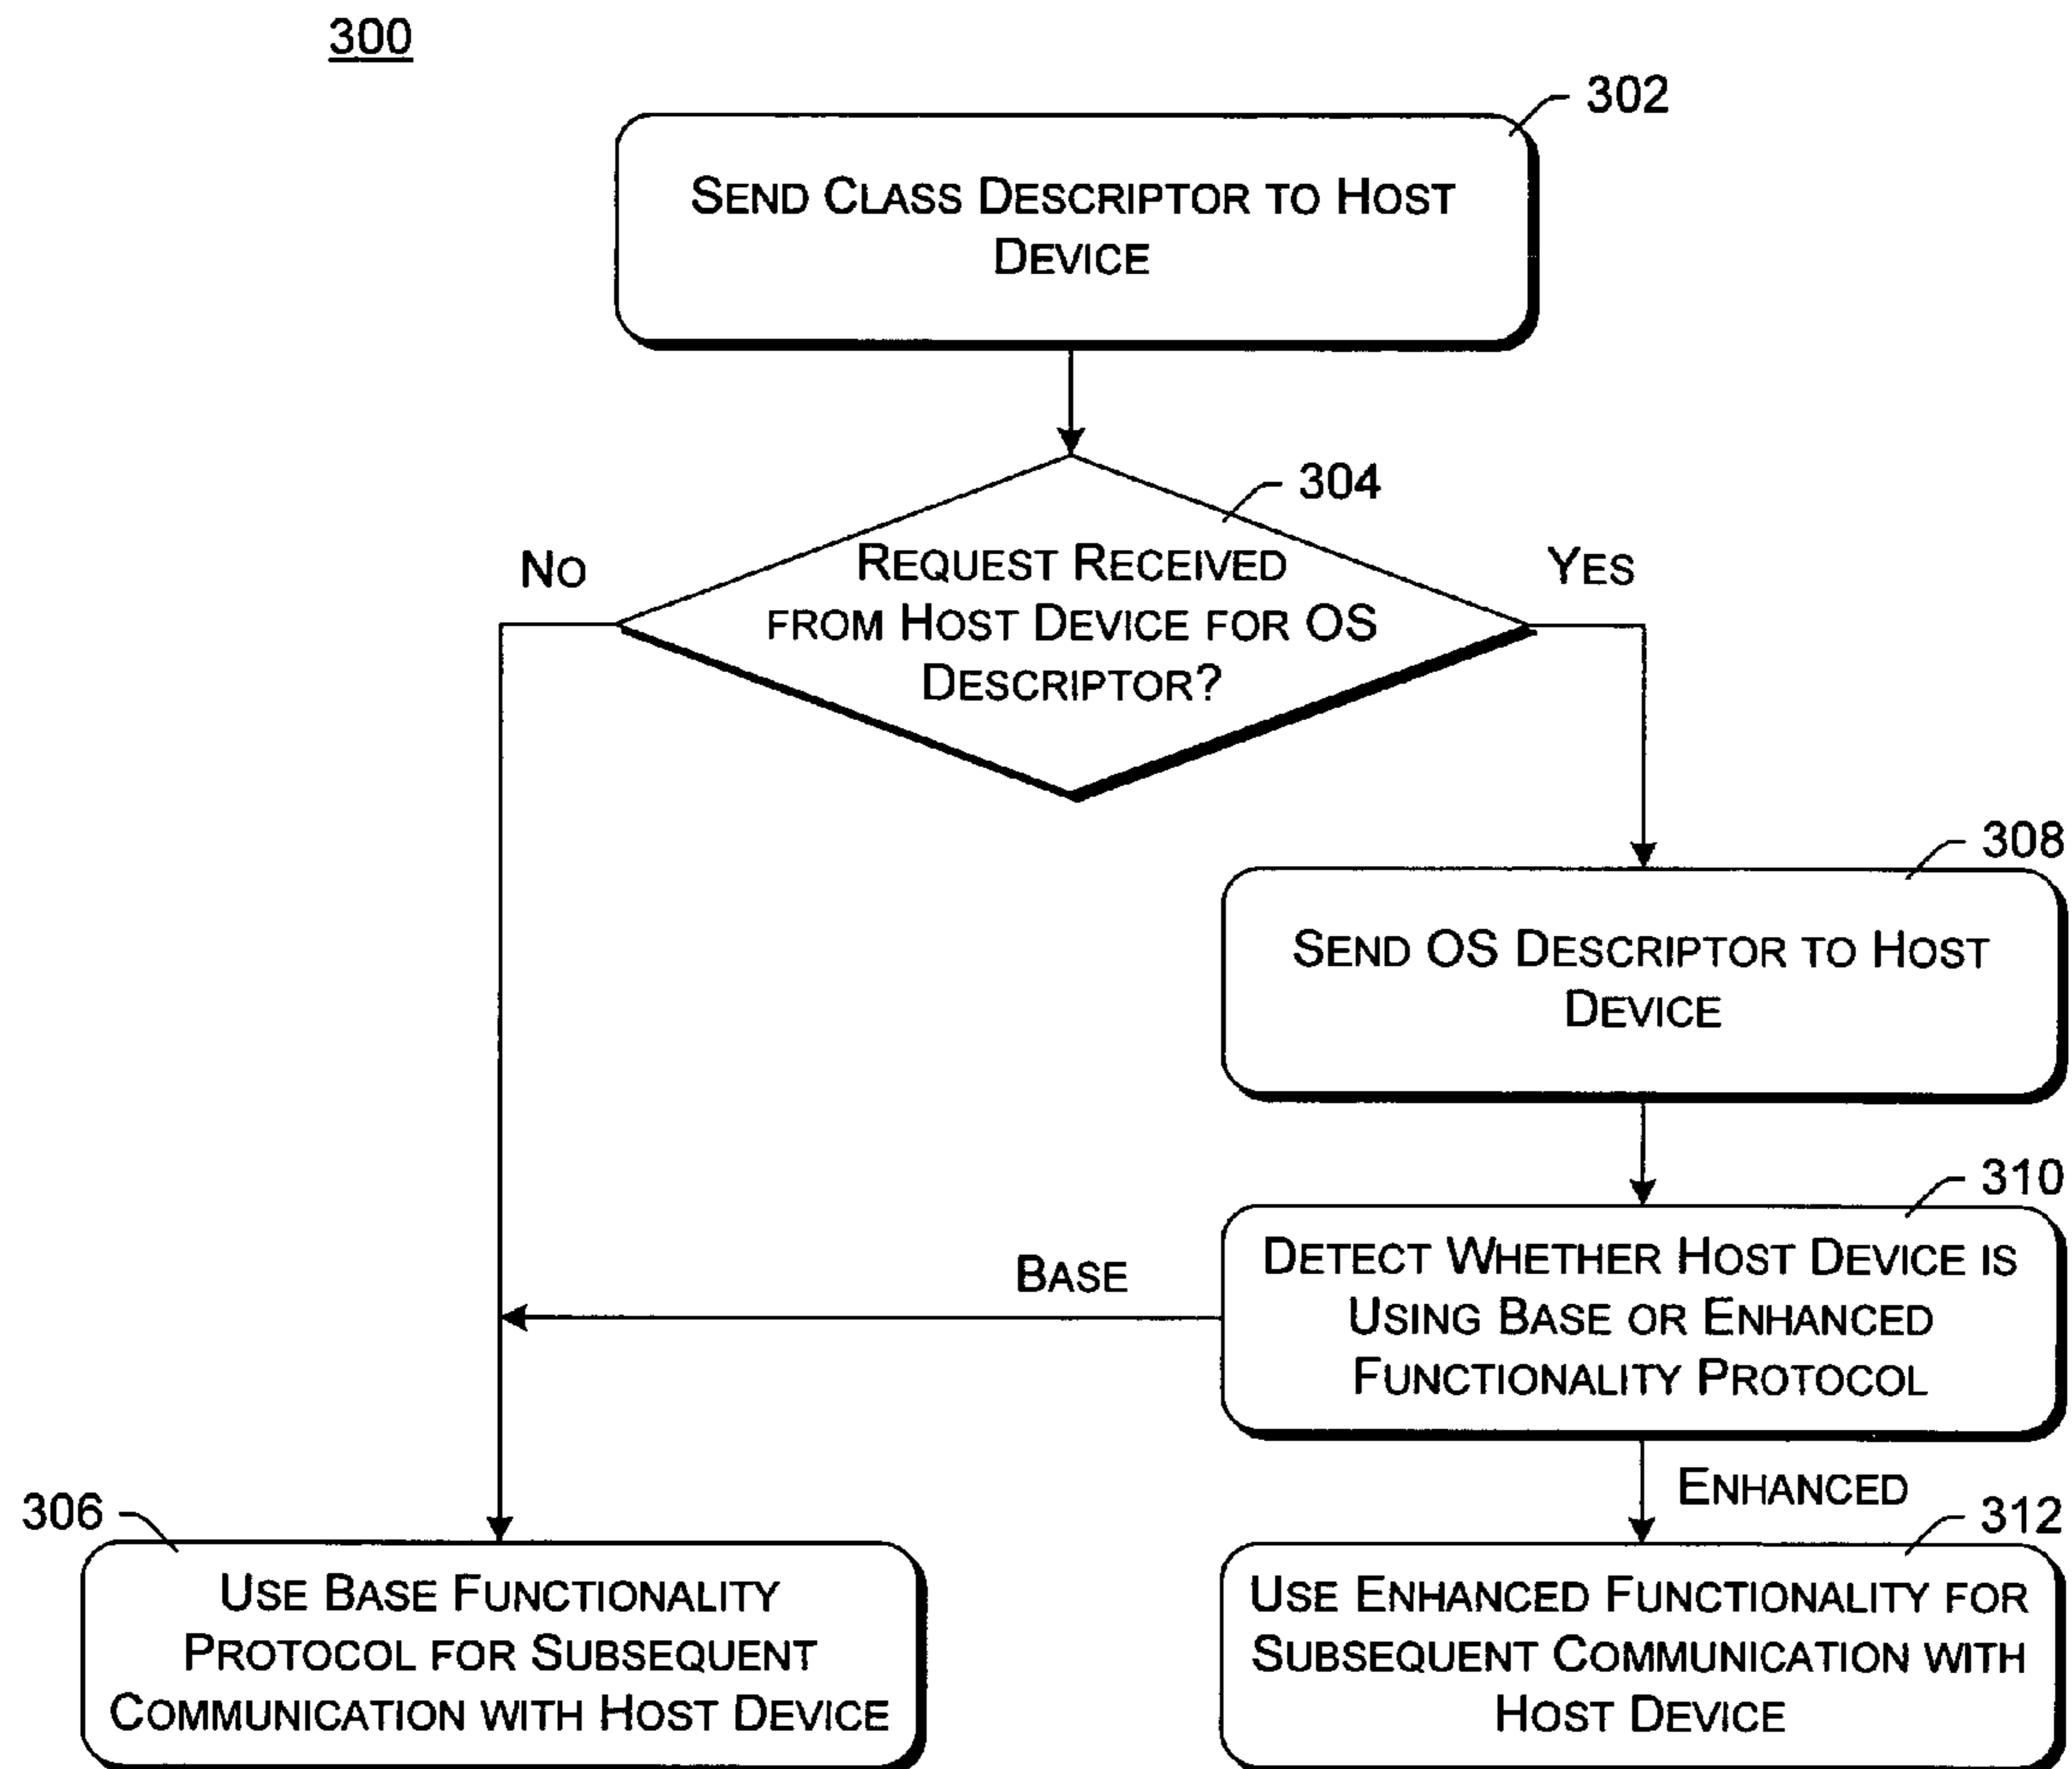 300
302
SEND CLASS DESCRIPTOR TO HOST
DEVICE
304
NO
REQUEST RECEIVED
FROM HOST DEVICE FOR OS
DESCRIPTOR?
YES
308
SEND OS DESCRIPTOR TO HOST
DEVICE
310
BASE
DETECT WHETHER HOST DEVICE IS
USING BASE OR ENHANCED
FUNCTIONALITY PROTOCOL
ENHANCED
306
USE BASE FUNCTIONALITY
PROTOCOL FOR SUBSEQUENT
COMMUNICATION WITH HOST DEVICE
312
USE ENHANCED FUNCTIONALITY FOR
SUBSEQUENT COMMUNICATION WITH
HOST DEVICE